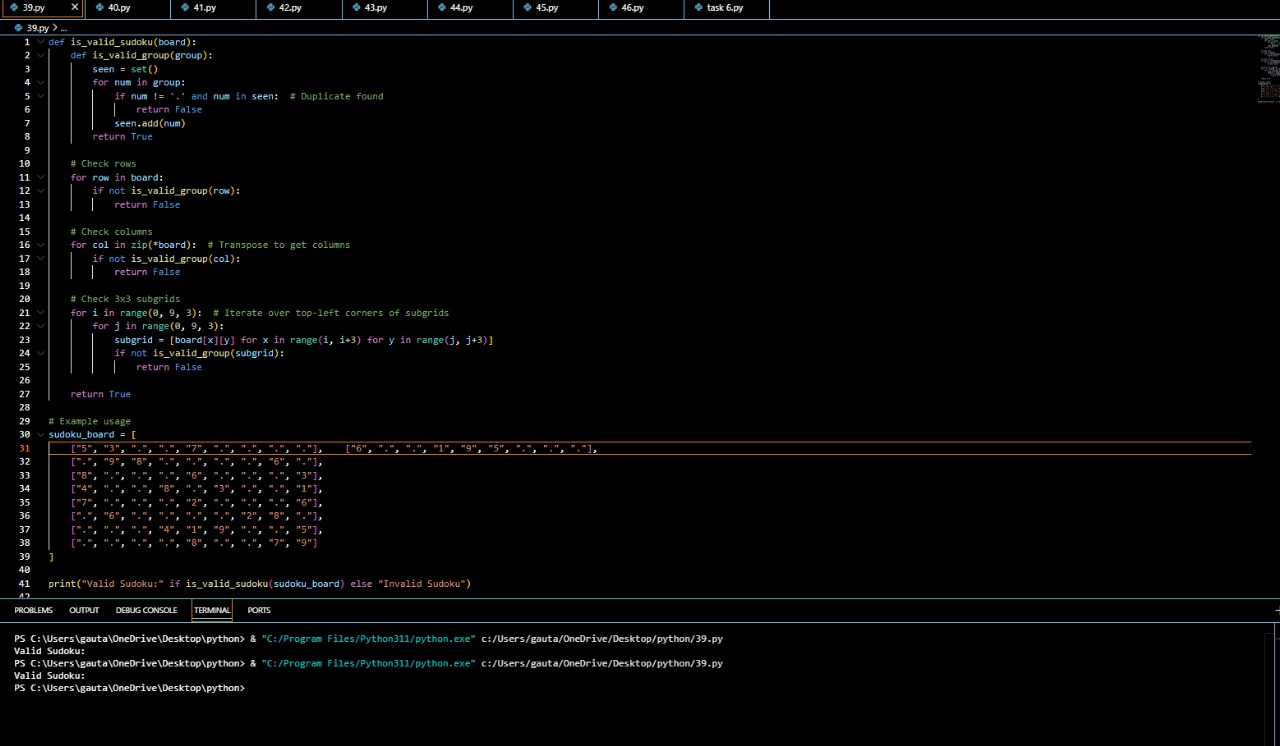 39.py × 40.py 41.py 42.py 43.py 44.py 45.py 46.py task 6.py
39.py > ...
1 def is_valid_sudoku(board):
2     def is_valid_group(group):
3         seen = set()
4         for num in group:
5             if num != '.' and num in seen:  # Duplicate found
6                 return False
7             seen.add(num)
8         return True
9
10     # Check rows
11     for row in board:
12         if not is_valid_group(row):
13             return False
14
15     # Check columns
16     for col in zip(*board):  # Transpose to get columns
17         if not is_valid_group(col):
18             return False
19
20     # Check 3x3 subgrids
21     for i in range(0, 9, 3):  # Iterate over top-left corners of subgrids
22         for j in range(0, 9, 3):
23             subgrid = [board[x][y] for x in range(i, i+3) for y in range(j, j+3)]
24             if not is_valid_group(subgrid):
25                 return False
26
27     return True
28
29 # Example usage
30 sudoku_board = [
31     ["5", "3", ".", ".", "7", ".", ".", ".", "."],    ["6", ".", ".", "1", "9", "5", ".", ".", "."],
32     [".", "9", "8", ".", ".", ".", ".", "6", "."],
33     ["8", ".", ".", ".", "6", ".", ".", ".", "3"],
34     ["4", ".", ".", "8", ".", "3", ".", ".", "1"],
35     ["7", ".", ".", ".", "2", ".", ".", ".", "6"],
36     [".", "6", ".", ".", ".", ".", "2", "8", "."],
37     [".", ".", ".", "4", "1", "9", ".", ".", "5"],
38     [".", ".", ".", ".", "8", ".", ".", "7", "9"]
39 ]
40
41 print("Valid Sudoku:" if is_valid_sudoku(sudoku_board) else "Invalid Sudoku")
42
PROBLEMS OUTPUT DEBUG CONSOLE TERMINAL PORTS
PS C:\Users\gauta\OneDrive\Desktop\python> & "C:/Program Files/Python311/python.exe" c:/Users/gauta/OneDrive/Desktop/python/39.py
Valid Sudoku:
PS C:\Users\gauta\OneDrive\Desktop\python> & "C:/Program Files/Python311/python.exe" c:/Users/gauta/OneDrive/Desktop/python/39.py
Valid Sudoku:
PS C:\Users\gauta\OneDrive\Desktop\python>